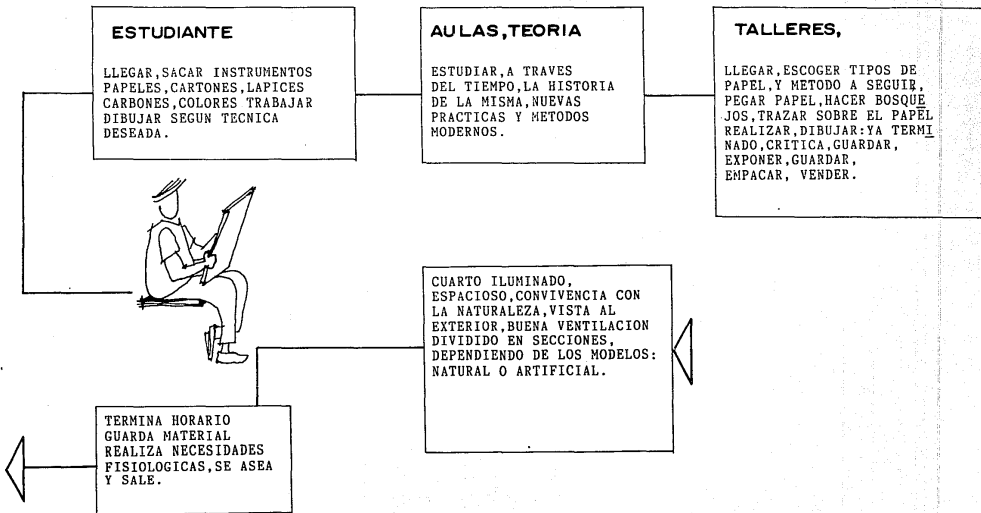 ESTUDIANTE
LLEGAR,SACAR INSTRUMENTOS
PAPELES,CARTONES,LAPICES
CARBONES,COLORES TRABAJAR
DIBUJAR SEGUN TECNICA
DESEADA.
AULAS,TEORIA
ESTUDIAR,A TRAVES
DEL TIEMPO,LA HISTORIA
DE LA MISMA,NUEVAS
PRACTICAS Y METODOS
MODERNOS.
TALLERES,
LLEGAR,ESCOGER TIPOS DE
PAPEL,Y METODO A SEGUIR,
PEGAR PAPEL,HACER BOSQUE
JOS,TRAZAR SOBRE EL PAPEL
REALIZAR,DIBUJAR:YA TERMI
NADO,CRITICA,GUARDAR,
EXPONER,GUARDAR,
EMPACAR, VENDER.
CUARTO ILUMINADO,
ESPACIOSO,CONVIVENCIA CON
LA NATURALEZA,VISTA AL
EXTERIOR,BUENA VENTILACION
DIVIDIDO EN SECCIONES,
DEPENDIENDO DE LOS MODELOS:
NATURAL O ARTIFICIAL.
TERMINA HORARIO
GUARDA MATERIAL
REALIZA NECESIDADES
FISIOLOGICAS,SE ASEA
Y SALE.